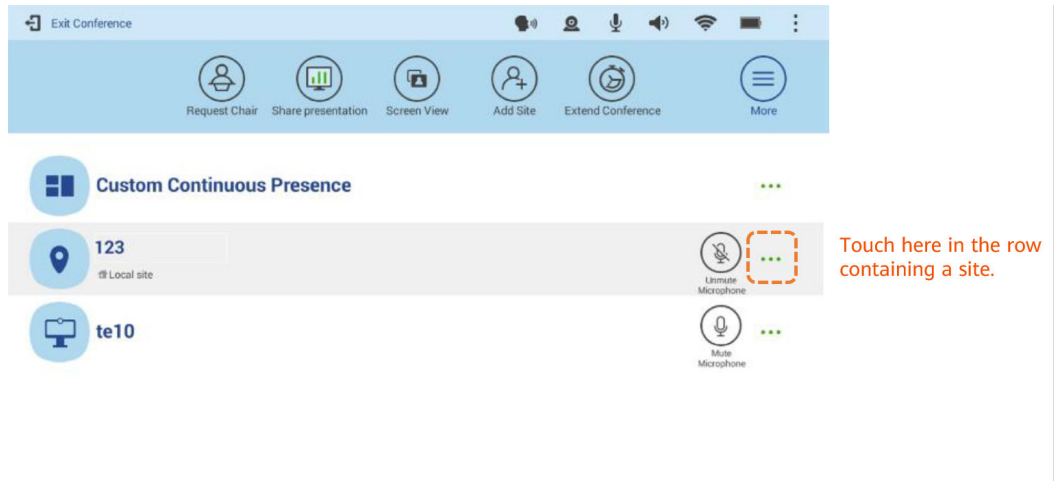 Exit Conference
Request Chair
Share presentation
Screen View
Add Site
Extend Conference
More
Custom Continuous Presence
123
Local site
Unmute
Microphone
Touch here in the row
containing a site.
te10
Mute
Microphone